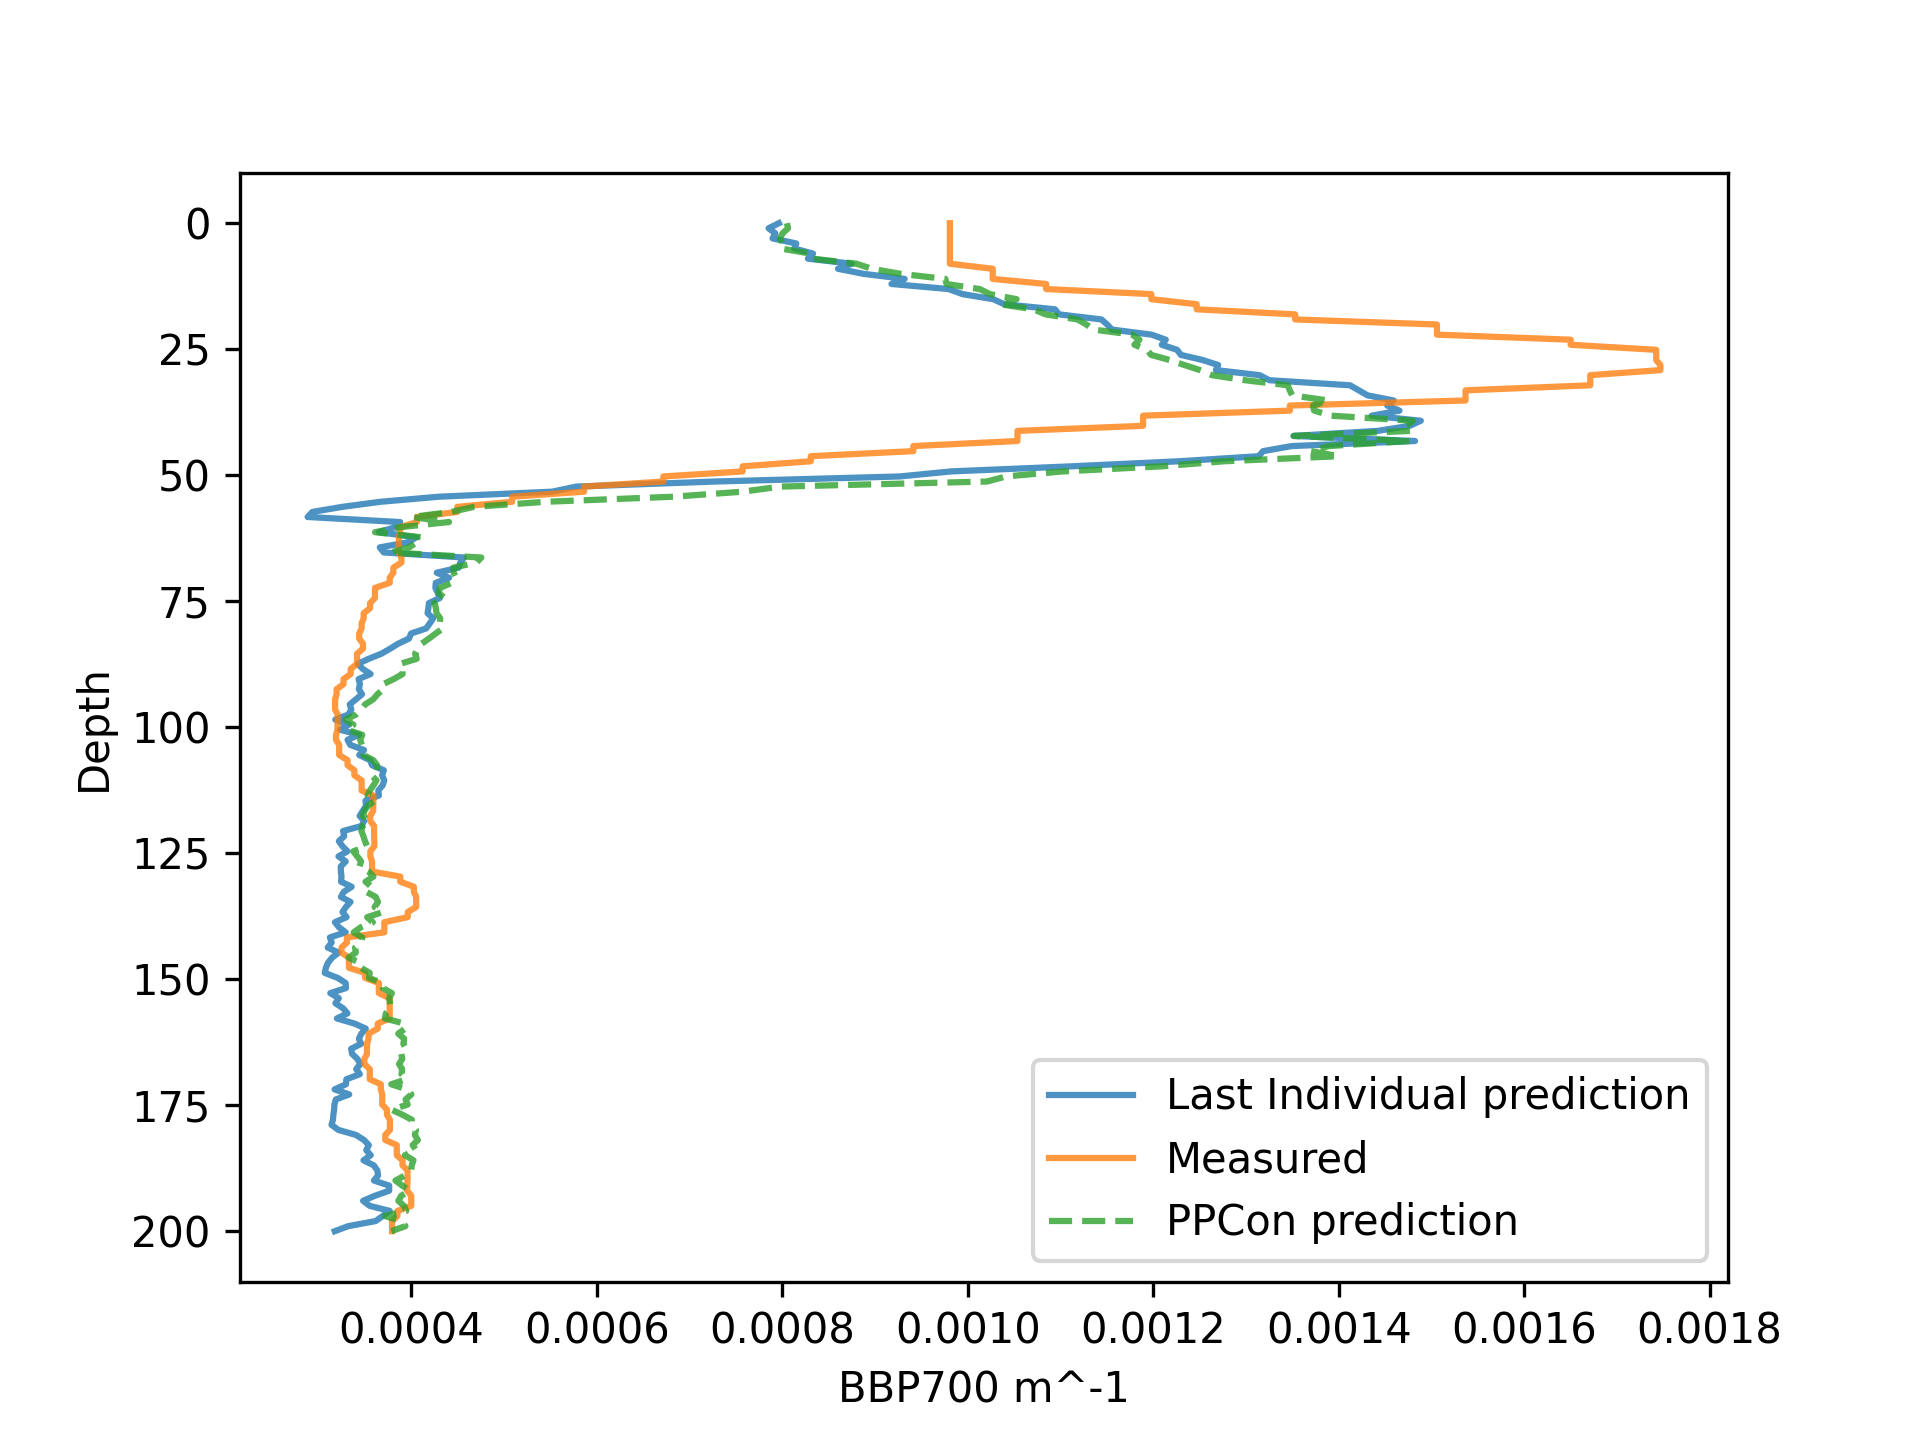 0
25
50
75
100
125
150
175
200
Depth
0.0004 0.0006 0.0008 0.0010 0.0012 0.0014 0.0016 0.0018
BBP700 m^-1
Last Individual prediction
Measured
PPCon prediction